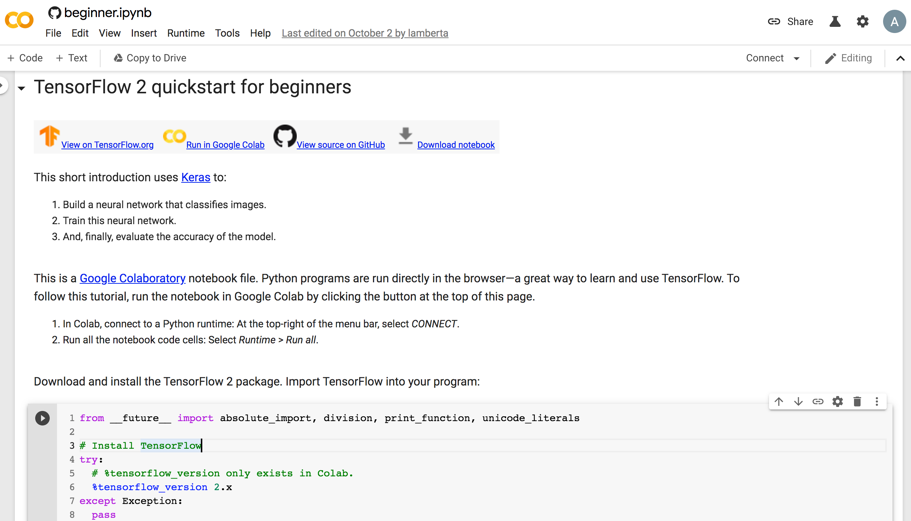 beginner.ipynb
File Edit View Insert Runtime Tools Help Last edited on October 2 by lamberta
Share
A
+ Code + Text Copy to Drive
Connect Editing
TensorFlow 2 quickstart for beginners
View on TensorFlow.org Run in Google Colab View source on GitHub Download notebook
This short introduction uses Keras to:
1. Build a neural network that classifies images.
2. Train this neural network.
3. And, finally, evaluate the accuracy of the model.
This is a Google Colaboratory notebook file. Python programs are run directly in the browser—a great way to learn and use TensorFlow. To
follow this tutorial, run the notebook in Google Colab by clicking the button at the top of this page.
1. In Colab, connect to a Python runtime: At the top-right of the menu bar, select CONNECT.
2. Run all the notebook code cells: Select Runtime > Run all.
Download and install the TensorFlow 2 package. Import TensorFlow into your program:
1 from __future__ import absolute_import, division, print_function, unicode_literals
2
3 # Install TensorFlow
4 try:
5 # %tensorflow_version only exists in Colab.
6 %tensorflow_version 2.x
7 except Exception:
8 pass